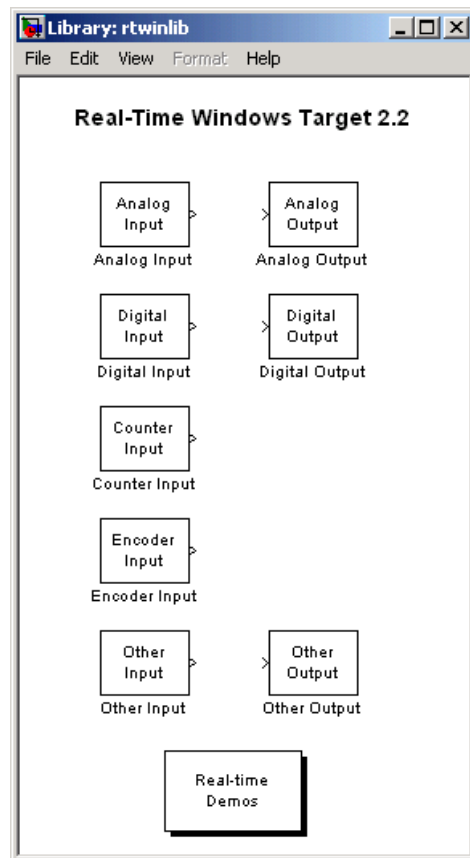 Library: rtwinlib
File Edit View Format Help
Real-Time Windows Target 2.2
Analog
Input
Analog Input
Analog
Output
Analog Output
Digital
Input
Digital Input
Digital
Output
Digital Output
Counter
Input
Counter Input
Encoder
Input
Encoder Input
Other
Input
Other Input
Other
Output
Other Output
Real-time
Demos